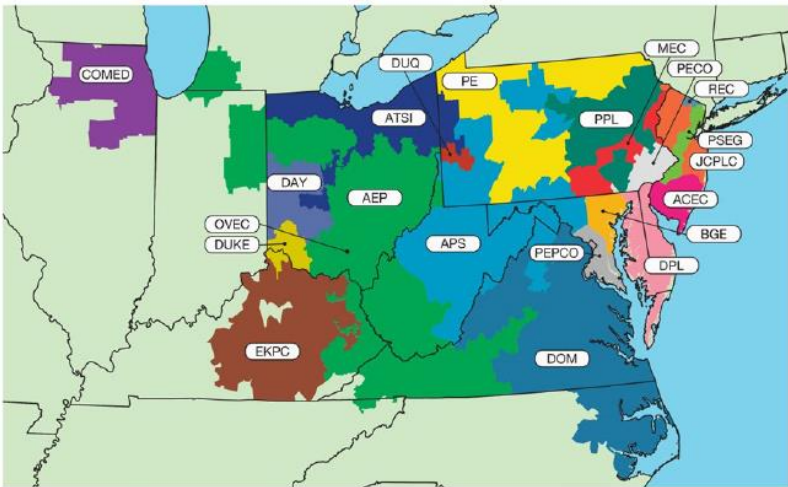 MEC
DUQ
PECO
COMED
PE
REC
ATSI
PPL
PSEG
JCPLC
DAY
AEP
ACEC
OVEC
BGE
DUKE
APS
PEPCO
DPL
EKPC
DOM